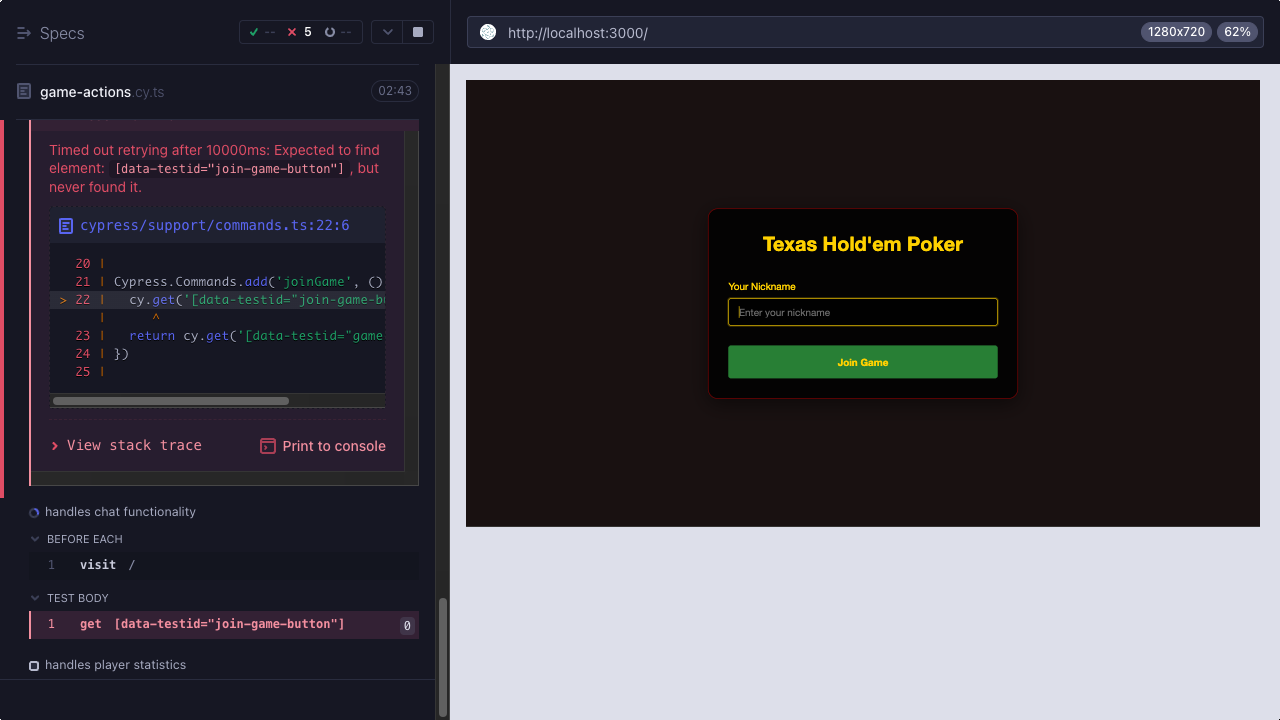 Specs
-- 5 --
http://localhost:3000/
1280x720
62%
game-actions.cy.ts
02:43
Timed out retrying after 10000ms: Expected to find
element: [data-testid="join-game-button"] , but
never found it.
cypress/support/commands.ts:22:6
20 |
21 | Cypress.Commands.add('joinGame', ()
> 22 | cy.get('[data-testid="join-game-bu
| ^
23 | return cy.get('[data-testid="game
24 | })
25 |
View stack trace
Print to console
handles chat functionality
BEFORE EACH
1 visit /
TEST BODY
1 get [data-testid="join-game-button"] 0
handles player statistics
Texas Hold'em Poker
Your Nickname
Enter your nickname
Join Game